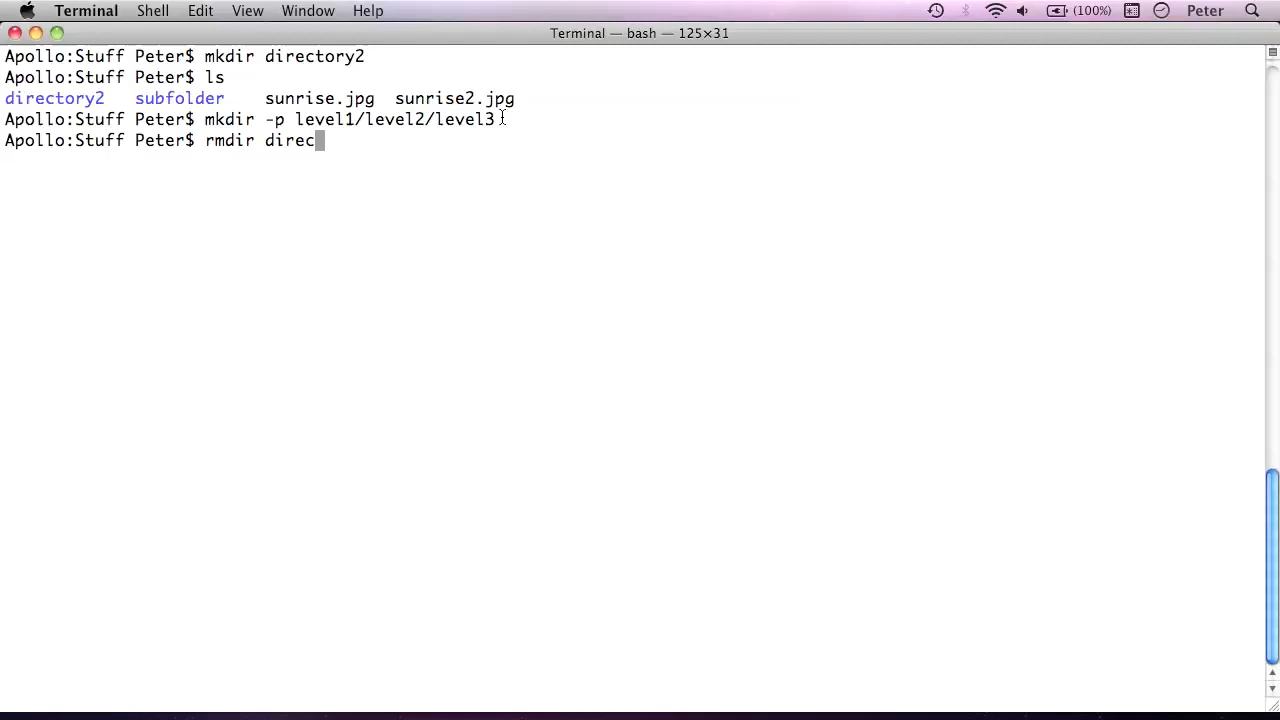 Terminal Shell Edit View Window Help (100%) Peter
Terminal — bash — 125×31
Apollo:Stuff Peter$ mkdir directory2
Apollo:Stuff Peter$ ls
directory2 subfolder sunrise.jpg sunrise2.jpg
Apollo:Stuff Peter$ mkdir -p level1/level2/level3
Apollo:Stuff Peter$ rmdir direc